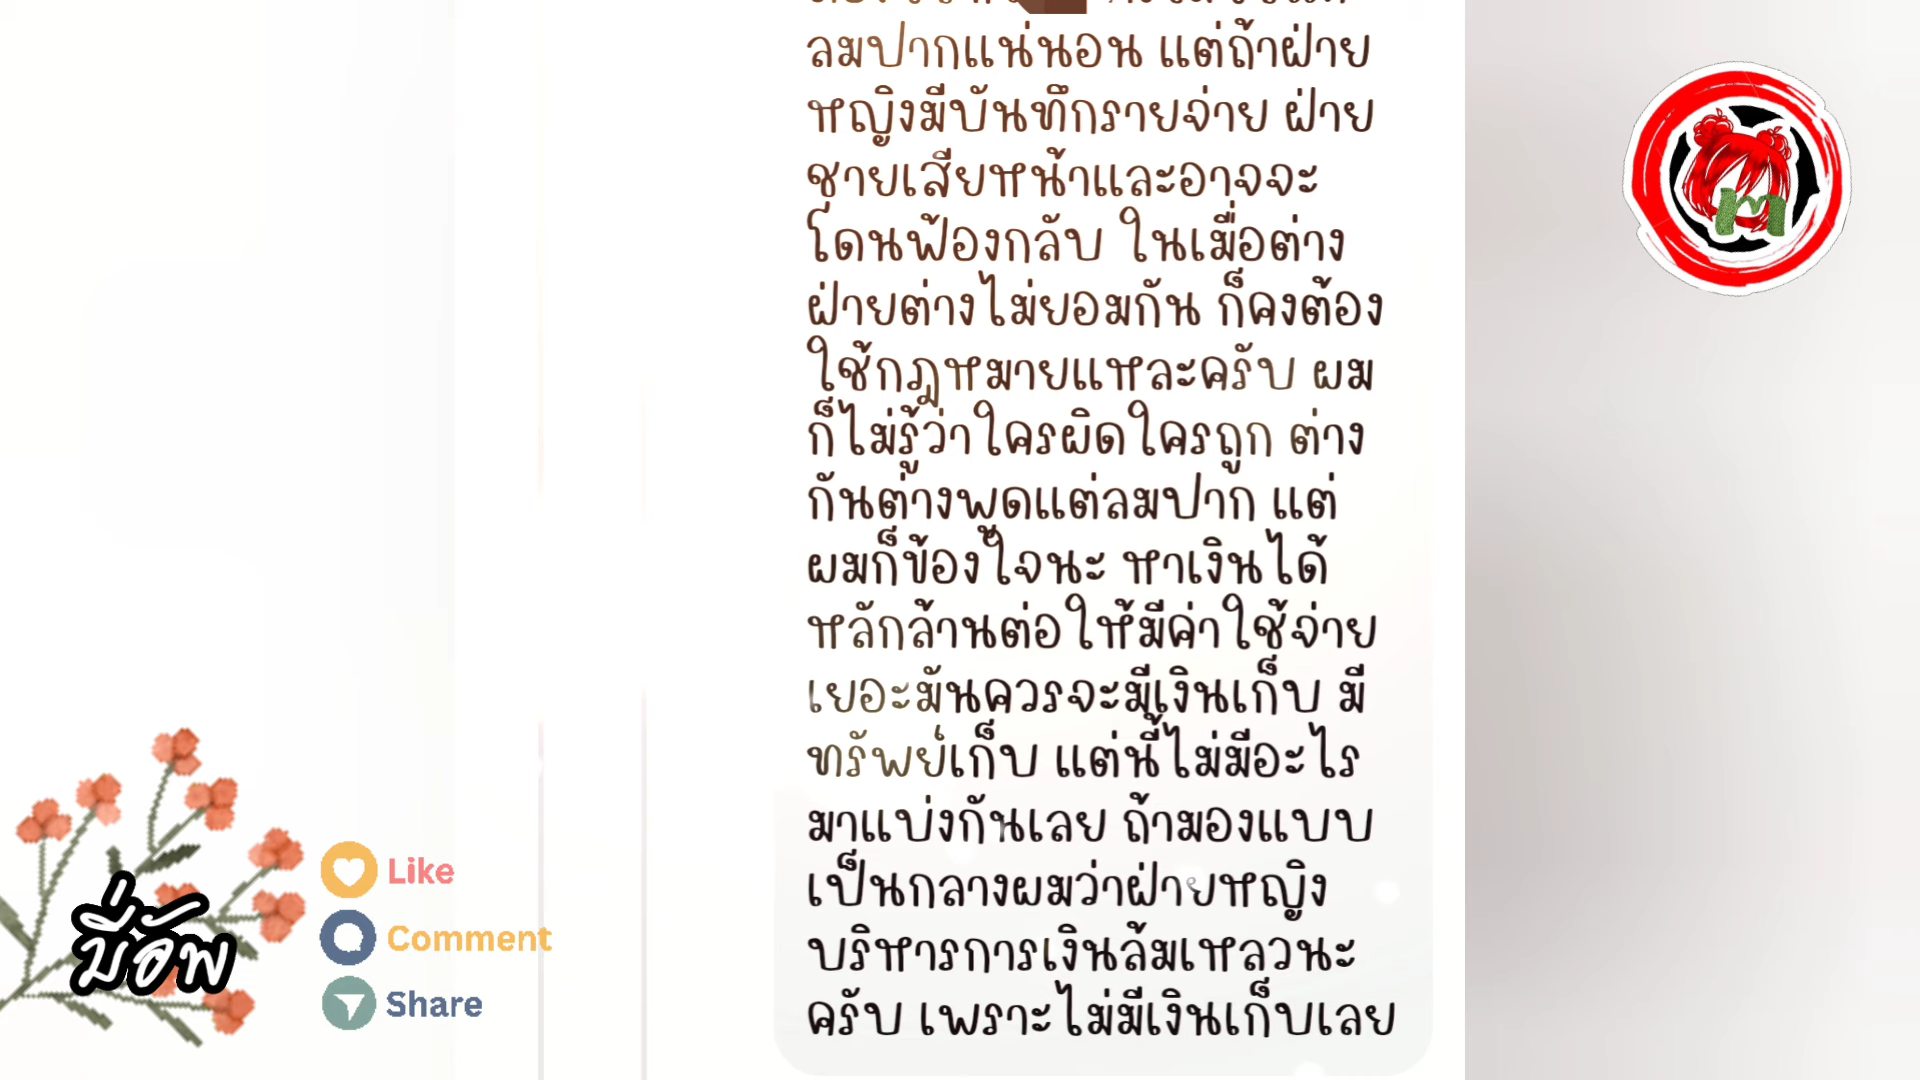 ลมปากแน่นอน แต่ถ้าฝ่าย
หญิงมีบันทึกรายจ่าย ฝ่าย
ชายเสียหน้าและอาจจะ
โดนฟ้องกลับ ในเมื่อต่าง
ฝ่ายต่างไม่ยอมกัน ก็คงต้อง
ใช้กฎหมายแหละครับ ผม
ก็ไม่รู้ว่าใครผิดใครถูก ต่าง
กันต่างพูดแต่ลมปาก แต่
ผมก็ข้องใจนะ หาเงินได้
หลักล้านต่อให้มีค่าใช้จ่าย
เยอะมันควรจะมีเงินเก็บ มี
ทรัพย์เก็บ แต่นี้ไม่มีอะไร
มาแบ่งกันเลย ถ้ามองแบบ
เป็นกลางผมว่าฝ่ายหญิง
บริหารการเงินล้มเหลวนะ
ครับ เพราะไม่มีเงินเก็บเลย
Like
Comment
Share
มี่อัพ
M